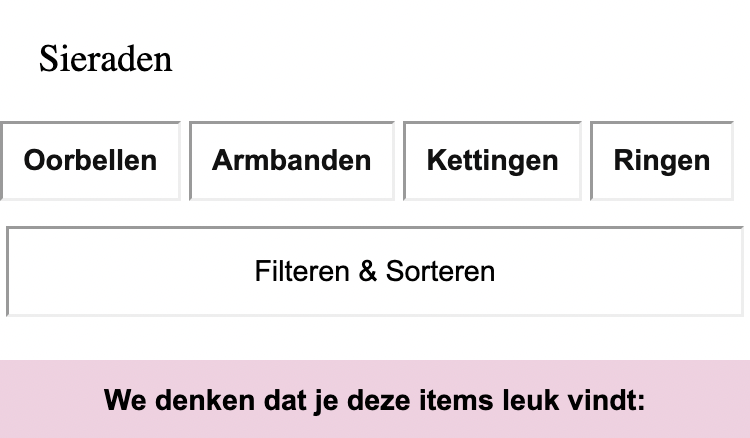 Sieraden
Oorbellen Armbanden Kettingen Ringen
Filteren & Sorteren
We denken dat je deze items leuk vindt: